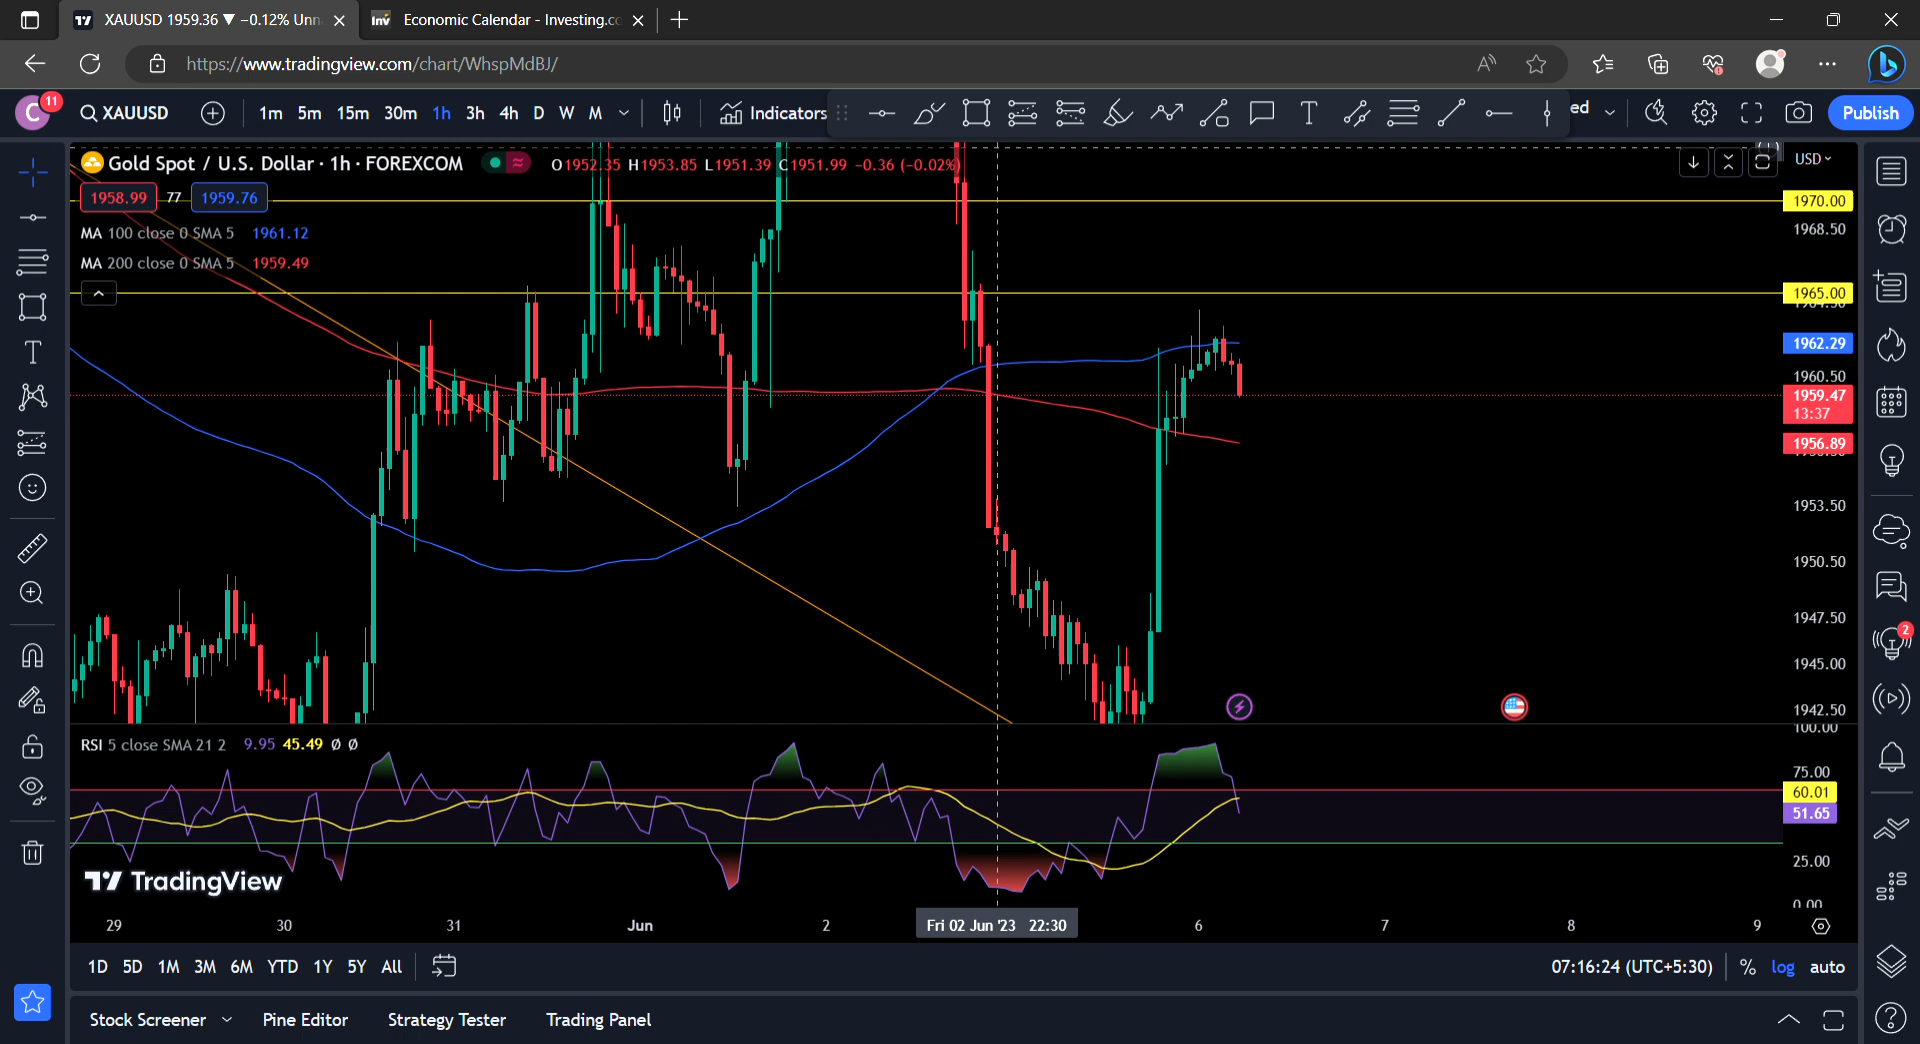 XAUUSD 1959.36 ▼ −0.12% Unn
Economic Calendar - Investing.co
https://www.tradingview.com/chart/WhspMdBJ/
C 11
XAUUSD
1m 5m 15m 30m 1h 3h 4h D W M
Indicators
ed
Publish
Gold Spot / U.S. Dollar · 1h · FOREXCOM
O1952.35 H1953.85 L1951.39 C1951.99 −0.36 (−0.02%)
USD
1958.99 77 1959.76
MA 100 close 0 SMA 5 1961.12
MA 200 close 0 SMA 5 1959.49
1970.00
1968.50
1965.00
1962.29
1960.50
1959.47
13:37
1956.89
1953.50
1950.50
1947.50
1945.00
1942.50
2
RSI 5 close SMA 21 2 9.95 45.49 Ø Ø
100.00
75.00
60.01
51.65
25.00
0.00
TradingView
29 30 31 Jun 2 Fri 02 Jun '23 22:30 6 7 8 9
1D 5D 1M 3M 6M YTD 1Y 5Y All
07:16:24 (UTC+5:30) % log auto
Stock Screener Pine Editor Strategy Tester Trading Panel